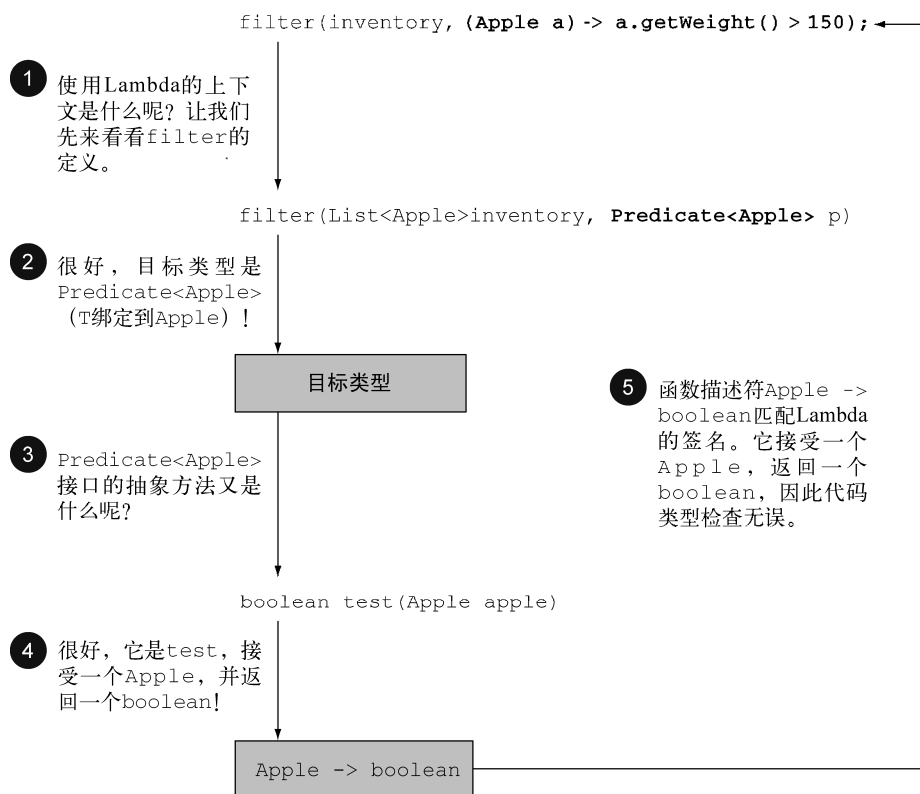 filter(inventory, (Apple a) -> a.getWeight() > 150);
1
使用Lambda的上下
文是什么呢？让我们
先来看看filter的
定义。
filter(List<Apple>inventory, Predicate<Apple> p)
2
很好，目标类型是
Predicate<Apple>
（T绑定到Apple）！
目标类型
3
Predicate<Apple>
接口的抽象方法又是
什么呢？
boolean test(Apple apple)
4
很好，它是test，接
受一个Apple，并返
回一个boolean！
Apple -> boolean
5
函数描述符Apple ->
boolean匹配Lambda
的签名。它接受一个
Apple，返回一个
boolean，因此代码
类型检查无误。